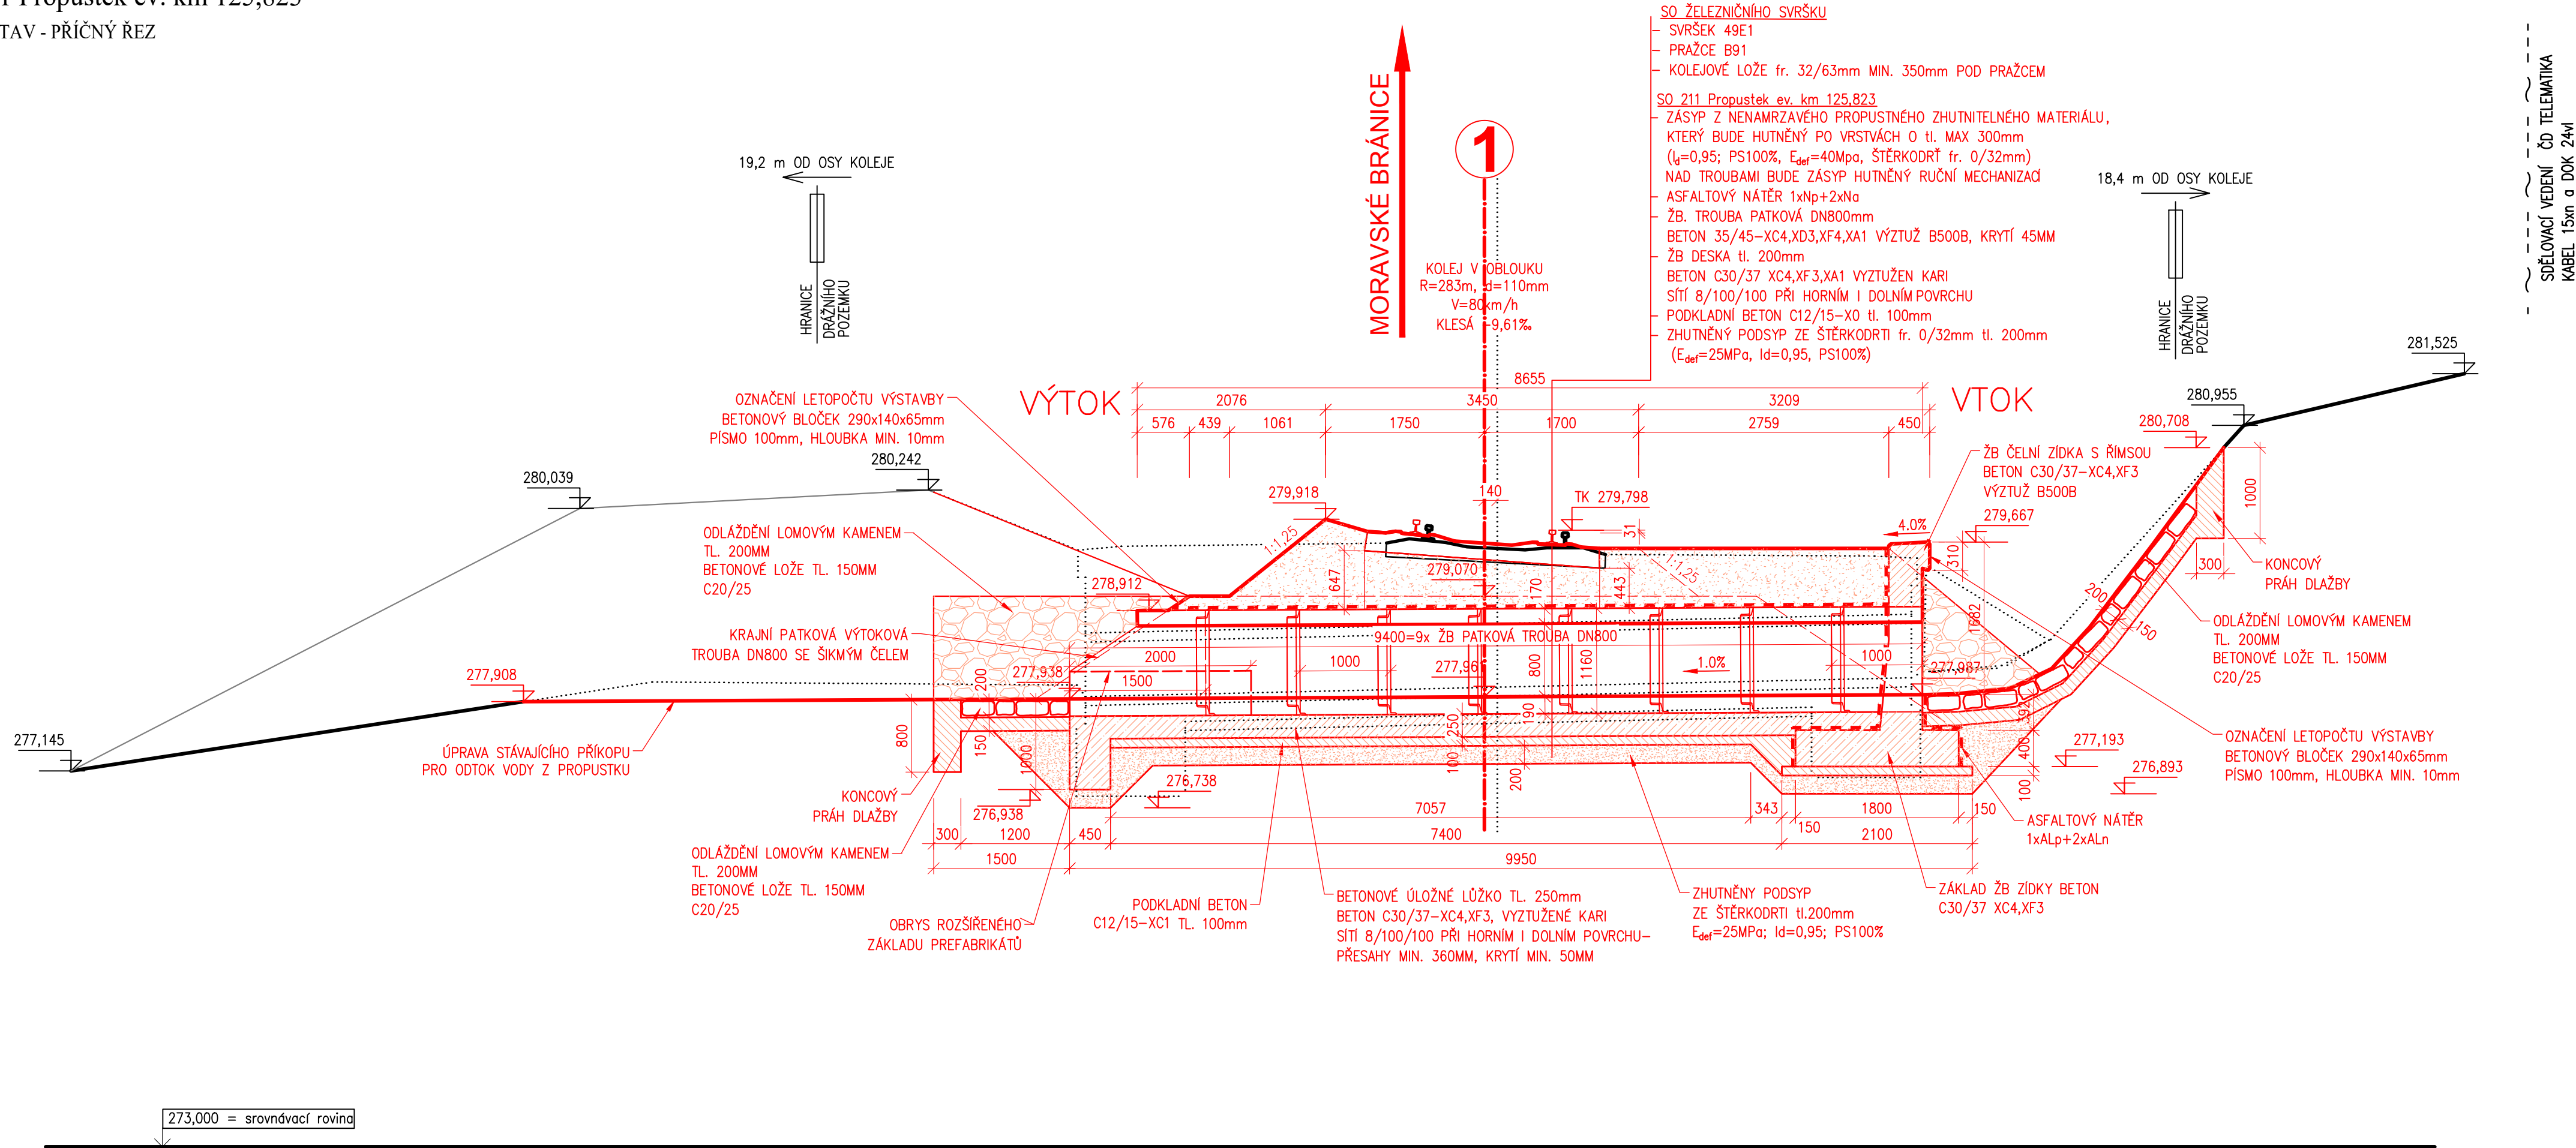 1 Propustek ev. km 125,823
TAV - PŘÍČNÝ ŘEZ
SO ŽELEZNIČNÍHO SVRŠKU
SVRŠEK 49E1
PRAŽCE B91
KOLEJOVÉ LOŽE fr. 32/63mm MIN. 350mm POD PRAŽCEM
SO 211 Propustek ev. km 125,823
ZÁSYP Z NENAMRZAVÉHO PROPUSTNÉHO ZHUTNITELNÉHO MATERIÁLU,
KTERÝ BUDE HUTNĚNÝ PO VRSTVÁCH O tl. MAX 300mm
(Id=0,95; PS100%, Edef=40Mpa, ŠTĚRKODRŤ fr. 0/32mm)
NAD TROUBAMI BUDE ZÁSYP HUTNĚNÝ RUČNÍ MECHANIZACÍ
ASFALTOVÝ NÁTĚR 1xNp+2xNa
ŽB. TROUBA PATKOVÁ DN800mm
BETON 35/45-XC4,XD3,XF4,XA1 VÝZTUŽ B500B, KRYTÍ 45MM
ŽB DESKA tl. 200mm
BETON C30/37 XC4,XF3,XA1 VYZTUŽEN KARI
SÍTÍ 8/100/100 PŘI HORNÍM I DOLNÍM POVRCHU
PODKLADNÍ BETON C12/15-X0 tl. 100mm
ZHUTNĚNÝ PODSYP ZE ŠTĚRKODRTI fr. 0/32mm tl. 200mm
(Edef=25MPa, Id=0,95, PS100%)
SDĚLOVACÍ VEDENÍ ČD TELEMATIKA
KABEL 15xn a DOK 24vl
MORAVSKÉ BRÁNICE
1
KOLEJ V OBLOUKU
R=283m, d=110mm
V=80km/h
KLESÁ -9,61‰
19,2 m OD OSY KOLEJE
HRANICE
DRÁŽNÍHO
POZEMKU
18,4 m OD OSY KOLEJE
HRANICE
DRÁŽNÍHO
POZEMKU
281,525
280,955
280,708
8655
VÝTOK
VTOK
2076
3450
3209
576
439
1061
1750
1700
2759
450
OZNAČENÍ LETOPOČTU VÝSTAVBY
BETONOVÝ BLOČEK 290x140x65mm
PÍSMO 100mm, HLOUBKA MIN. 10mm
280,242
280,039
ŽB ČELNÍ ZÍDKA S ŘÍMSOU
BETON C30/37-XC4,XF3
VÝZTUŽ B500B
279,918
140
TK 279,798
31
4.0%
279,667
310
1000
300
KONCOVÝ
PRÁH DLAŽBY
ODLÁŽDĚNÍ LOMOVÝM KAMENEM
TL. 200MM
BETONOVÉ LOŽE TL. 150MM
C20/25
1:1,25
1:1,25
278,912
647
279,070
170
443
1682
200
150
ODLÁŽDĚNÍ LOMOVÝM KAMENEM
TL. 200MM
BETONOVÉ LOŽE TL. 150MM
C20/25
KRAJNÍ PATKOVÁ VÝTOKOVÁ
TROUBA DN800 SE ŠIKMÝM ČELEM
9400=9x ŽB PATKOVÁ TROUBA DN800
2000
1000
1000
1500
277,938
277,96
800
1160
1.0%
277,987
277,908
277,145
200
800
150
1000
250
190
100
200
392
400
100
277,193
276,893
276,738
276,938
ÚPRAVA STÁVAJÍCÍHO PŘÍKOPU
PRO ODTOK VODY Z PROPUSTKU
KONCOVÝ
PRÁH DLAŽBY
OZNAČENÍ LETOPOČTU VÝSTAVBY
BETONOVÝ BLOČEK 290x140x65mm
PÍSMO 100mm, HLOUBKA MIN. 10mm
7057
343
1800
150
150
300
1200
450
7400
2100
1500
9950
ASFALTOVÝ NÁTĚR
1xALp+2xALn
ODLÁŽDĚNÍ LOMOVÝM KAMENEM
TL. 200MM
BETONOVÉ LOŽE TL. 150MM
C20/25
OBRYS ROZŠÍŘENÉHO
ZÁKLADU PREFABRIKÁTŮ
PODKLADNÍ BETON
C12/15-XC1 TL. 100mm
BETONOVÉ ÚLOŽNÉ LŮŽKO TL. 250mm
BETON C30/37-XC4,XF3, VYZTUŽENÉ KARI
SÍTÍ 8/100/100 PŘI HORNÍM I DOLNÍM POVRCHU-
PŘESAHY MIN. 360MM, KRYTÍ MIN. 50MM
ZHUTNĚNY PODSYP
ZE ŠTĚRKODRTI tl.200mm
Edef=25MPa; Id=0,95; PS100%
ZÁKLAD ŽB ZÍDKY BETON
C30/37 XC4,XF3
273,000 = srovnávací rovina